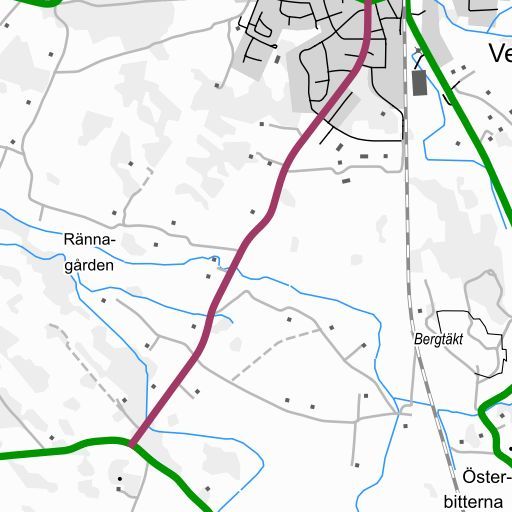 Ve
Ränna-
gården
Bergtäkt
Öster-
bitterna